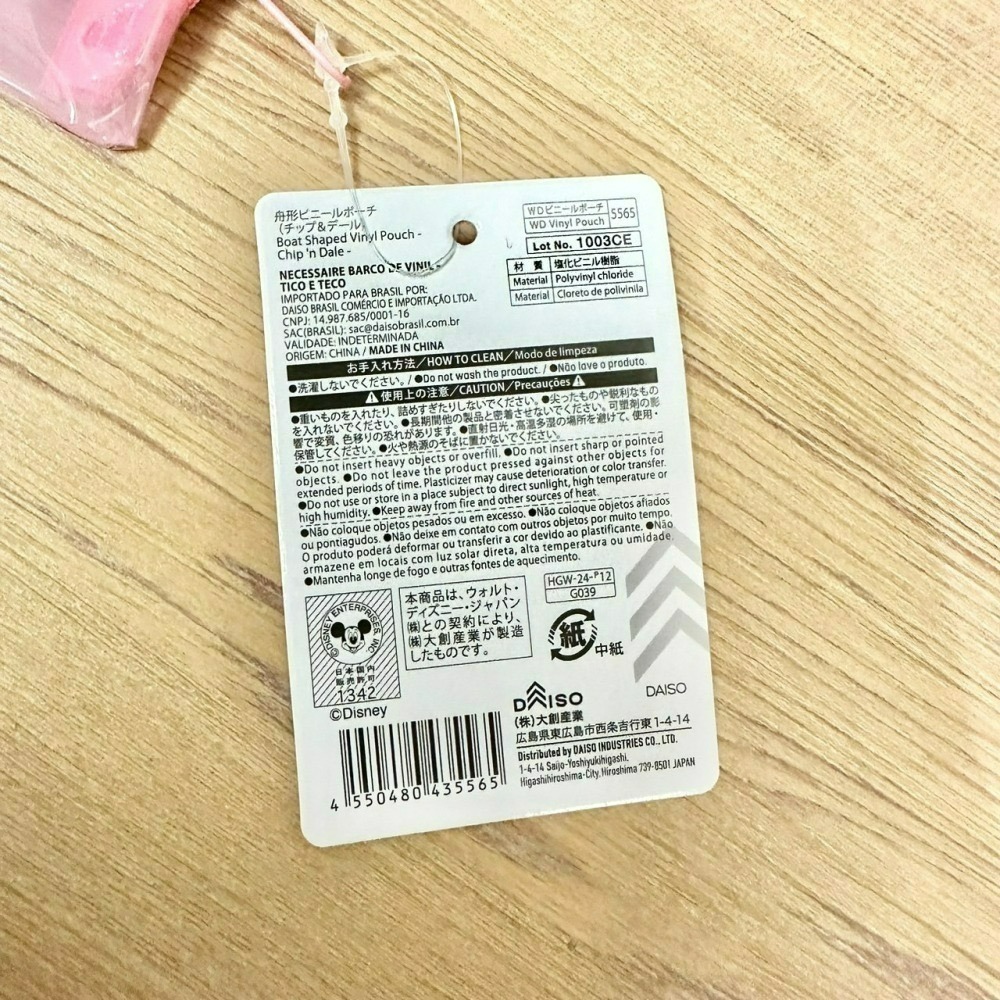 舟形ビニールポーチ
（チップ&デール）
Boat Shaped Vinyl Pouch -
Chip 'n Dale -
NECESSAIRE BARCO DE VINIL -
TICO E TECO
IMPORTADO PARA BRASIL POR:
DAISO BRASIL COMÉRCIO E IMPORTAÇÃO LTDA.
CNPJ: 14.987.685/0001-16
SAC(BRASIL): sac@daisobrasil.com.br
VALIDADE: INDETERMINADA
ORIGEM: CHINA / MADE IN CHINA
WDビニールポーチ 5565
WD Vinyl Pouch
Lot No. 1003CE
材 質 塩化ビニル樹脂
Material Polyvinyl chloride
Material Cloreto de polivinila
お手入れ方法／HOW TO CLEAN／Modo de limpeza
●洗濯しないでください。/ ●Do not wash the product. / ●Não lave o produto.
⚠使用上の注意／CAUTION／Precauções⚠
●重いものを入れたり、詰めすぎたりしないでください。●尖ったものや鋭利なもの
を入れないでください。●長期間他の製品と密着させないでください。可塑剤の影
響で変質、色移りの恐れがあります。●直射日光・高温多湿の場所を避けて、使用・
保管してください。●火や熱源のそばに置かないでください。
●Do not insert heavy objects or overfill. ●Do not insert sharp or pointed
objects. ●Do not leave the product pressed against other objects for
extended periods of time. Plasticizer may cause deterioration or color transfer.
●Do not use or store in a place subject to direct sunlight, high temperature or
high humidity. ●Keep away from fire and other sources of heat.
●Não coloque objetos pesados ou em excesso. ●Não coloque objetos afiados
ou pontiagudos. ●Não deixe em contato com outros objetos por muito tempo.
O produto poderá deformar ou transferir a cor devido ao plastificante. ●Não
armazene em locais com luz solar direta, alta temperatura ou umidade.
●Mantenha longe de fogo e outras fontes de aquecimento.
©DISNEY ENTERPRISES, INC.
日本国内
販売許可
1342
©Disney
本商品は、ウォルト・
ディズニー・ジャパン
㈱との契約により、
㈱大創産業が製造
したものです。
HGW-24-P12
G039
紙
中紙
DAISO
DAISO
(株)大創産業
広島県東広島市西条吉行東1-4-14
Distributed by DAISO INDUSTRIES CO., LTD.
1-4-14 Saijo-Yoshiyukihigashi,
Higashihiroshima-City, Hiroshima 739-8501 JAPAN
4 550480 435565